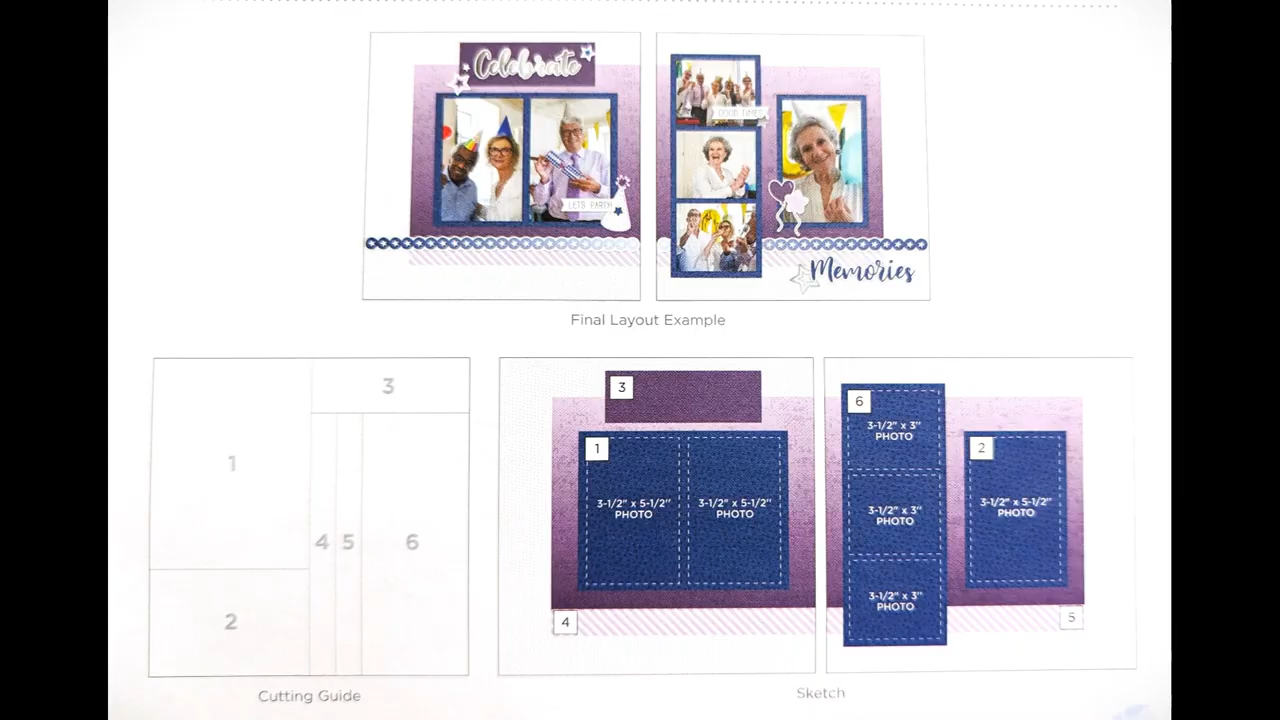 Celebrate
GOOD TIMES
LET'S PARTY!
Memories
Final Layout Example
3
1
4 5 6
2
Cutting Guide
3
1
3-1/2" x 5-1/2"
PHOTO
3-1/2" x 5-1/2"
PHOTO
4
6
3-1/2" x 3"
PHOTO
3-1/2" x 3"
PHOTO
3-1/2" x 3"
PHOTO
2
3-1/2" x 5-1/2"
PHOTO
5
Sketch